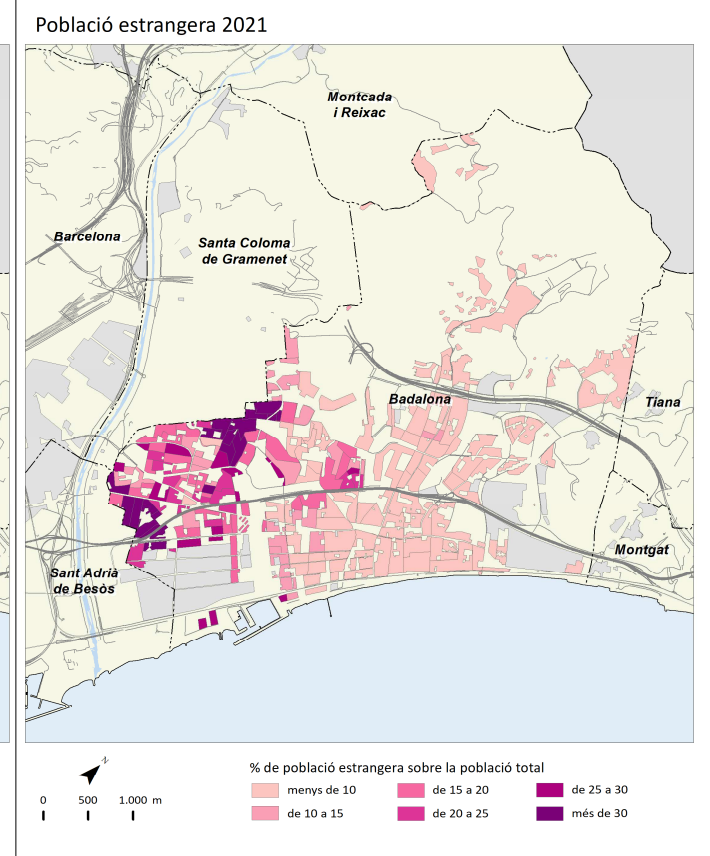 Població estrangera 2021
Montcada
i Reixac
Barcelona
Santa Coloma
de Gramenet
Badalona
Tiana
Montgat
Sant Adrià
de Besòs
N
% de població estrangera sobre la població total
0 500 1.000 m
menys de 10
de 15 a 20
de 25 a 30
de 10 a 15
de 20 a 25
més de 30